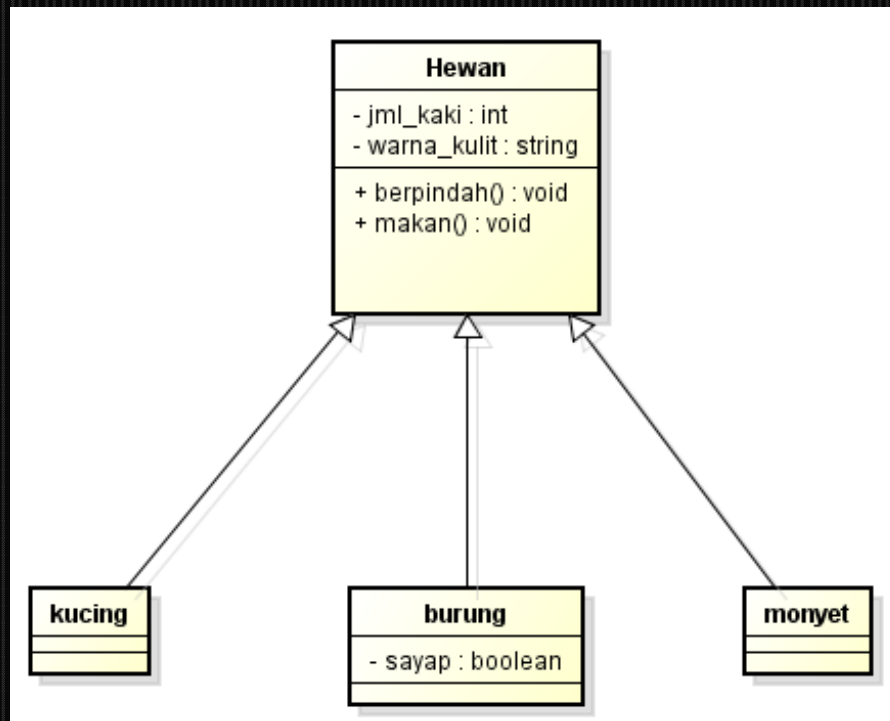 Hewan
- jml_kaki : int
- warna_kulit : string
+ berpindah() : void
+ makan() : void
kucing
burung
- sayap : boolean
monyet